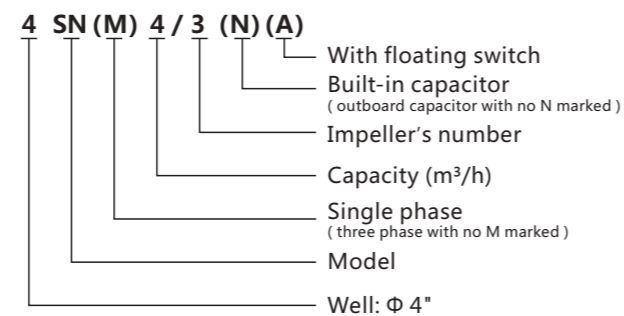 4 SN (M) 4 / 3 (N) (A)
With floating switch
Built-in capacitor
( outboard capacitor with no N marked )
Impeller's number
Capacity (m³/h)
Single phase
( three phase with no M marked )
Model
Well: Φ 4"